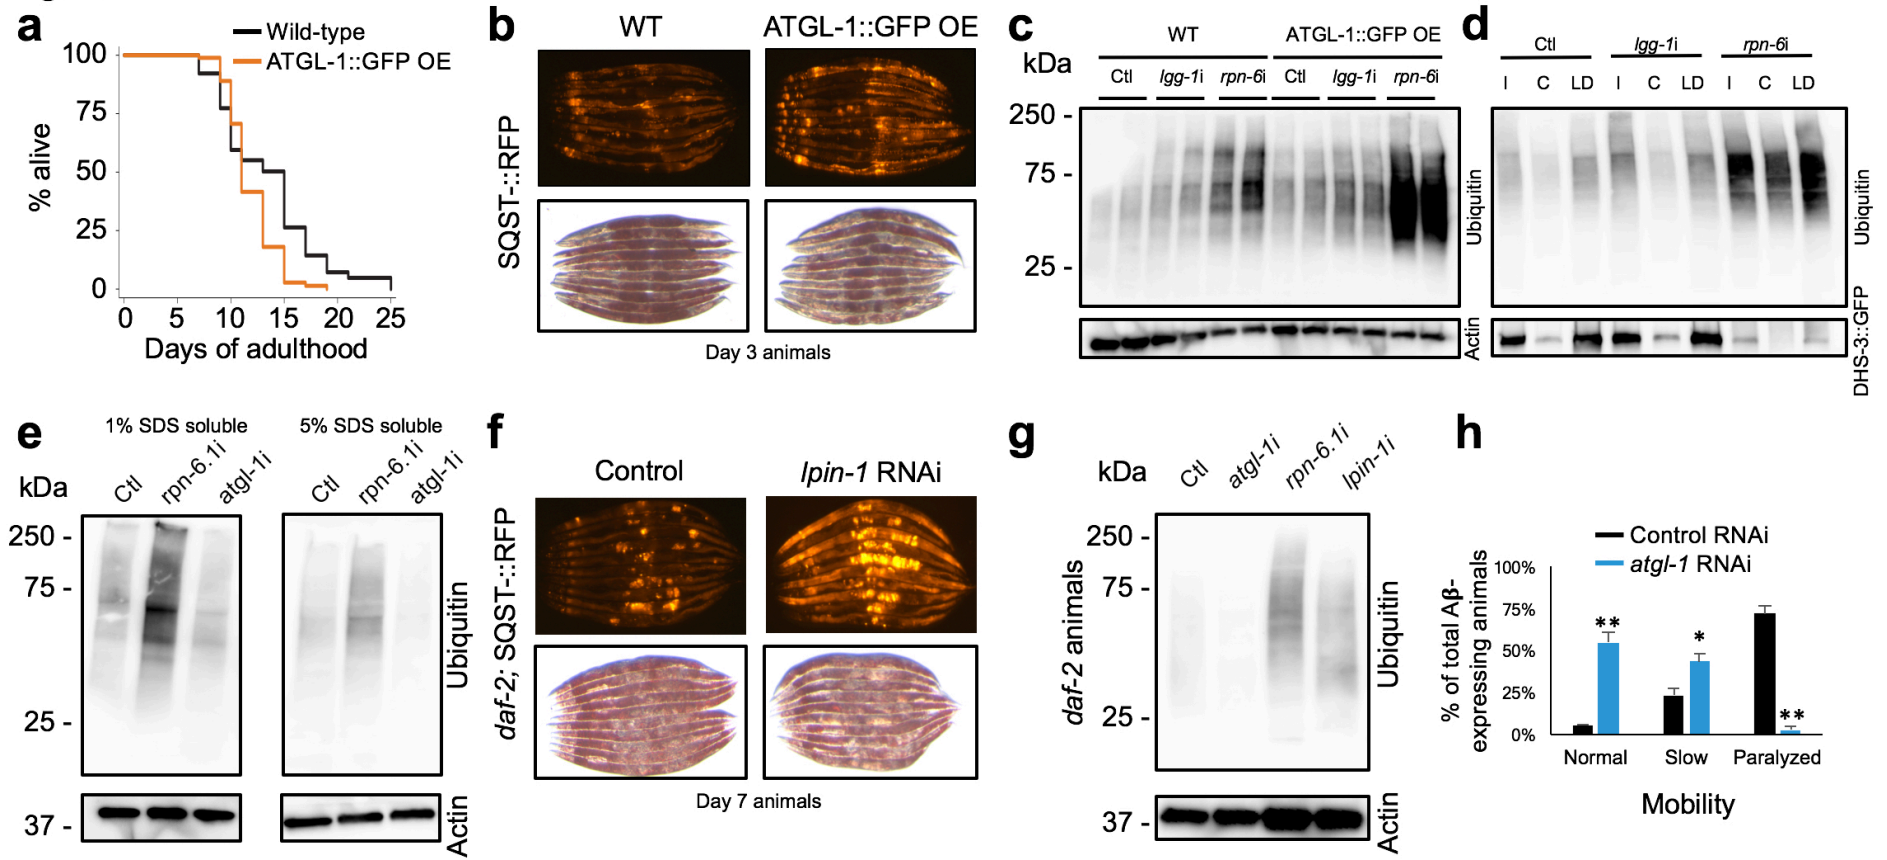 a
Wild-type
ATGL-1::GFP OE
100
75
50
25
0
% alive
0 5 10 15 20 25
Days of adulthood
b
WT
ATGL-1::GFP OE
SQST-::RFP
Day 3 animals
c
WT
ATGL-1::GFP OE
kDa
Ctl
lgg-1i
rpn-6i
Ctl
lgg-1i
rpn-6i
250 -
75 -
25 -
Ubiquitin
Actin
d
Ctl
lgg-1i
rpn-6i
I C LD I C LD I C LD
Ubiquitin
DHS-3::GFP
e
1% SDS soluble
5% SDS soluble
kDa
Ctl
rpn-6.1i
atgl-1i
Ctl
rpn-6.1i
atgl-1i
250 -
75 -
25 -
37 -
Ubiquitin
Actin
f
Control
lpin-1 RNAi
daf-2; SQST-::RFP
Day 7 animals
g
kDa
Ctl
atgl-1i
rpn-6.1i
lpin-1i
250 -
75 -
25 -
37 -
daf-2 animals
Ubiquitin
Actin
h
Control RNAi
atgl-1 RNAi
% of total Aβ-
expressing animals
100%
75%
50%
25%
0%
**
*
**
Normal
Slow
Paralyzed
Mobility